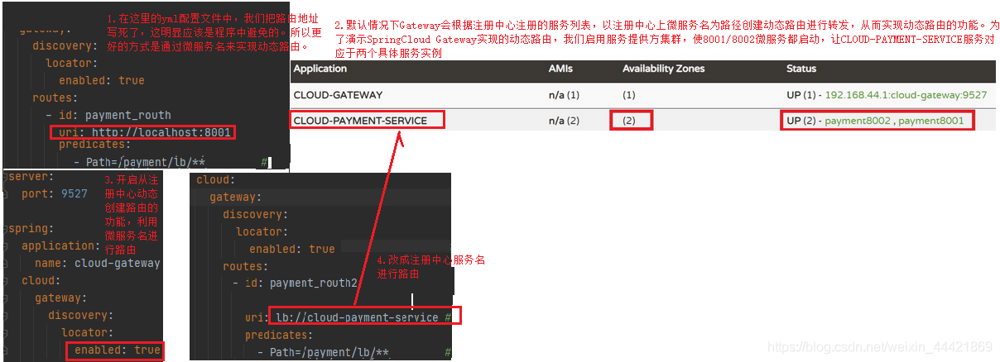 1.在这里的yml配置文件中，我们把路由地址
写死了，这明显应该是程序中避免的。所以更
好的方式是通过微服务名来实现动态路由。
gateway:
discovery:
locator:
enabled: true
routes:
- id: payment_routh
uri: http://localhost:8001
predicates:
- Path=/payment/lb/** #
2.默认情况下Gateway会根据注册中心注册的服务列表，以注册中心上微服务名为路径创建动态路由进行转发，从而实现动态路由的功能。为
了演示SpringCloud Gateway实现的动态路由，我们启用服务提供方集群，使8001/8002微服务都启动，让CLOUD-PAYMENT-SERVICE服务对
应于两个具体服务实例
Application AMIs Availability Zones Status
CLOUD-GATEWAY n/a (1) (1) UP (1) - 192.168.44.1:cloud-gateway:9527
CLOUD-PAYMENT-SERVICE n/a (2) (2) UP (2) - payment8002 , payment8001
server:
port: 9527
spring:
application:
name: cloud-gateway
cloud:
gateway:
discovery:
locator:
enabled: true
3.开启从注
册中心动态
创建路由的
功能，利用
微服务名进
行路由
cloud:
gateway:
discovery:
locator:
enabled: true #
routes:
- id: payment_routh2
uri: lb://cloud-payment-service #
predicates:
- Path=/payment/lb/** #
4.改成注册中心服务名
进行路由
https://blog.csdn.net/weixin_44421869